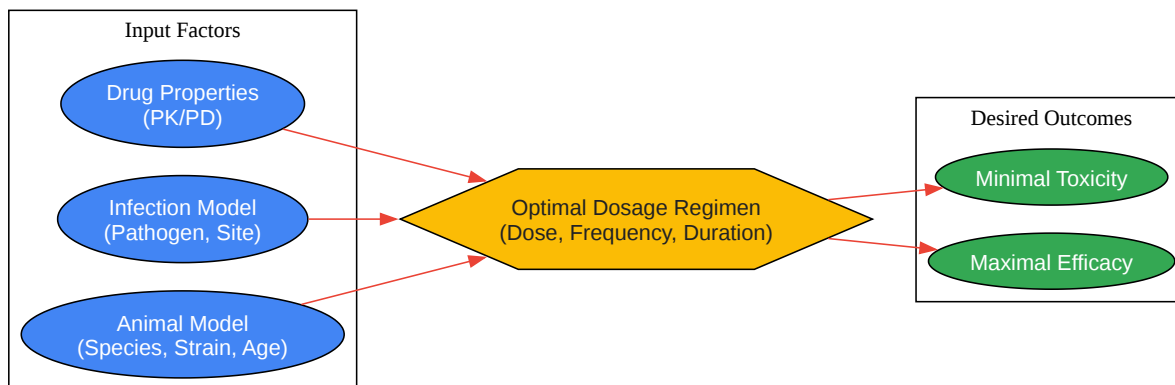 Input Factors
Drug Properties
(PK/PD)
Infection Model
(Pathogen, Site)
Animal Model
(Species, Strain, Age)
Optimal Dosage Regimen
(Dose, Frequency, Duration)
Desired Outcomes
Minimal Toxicity
Maximal Efficacy